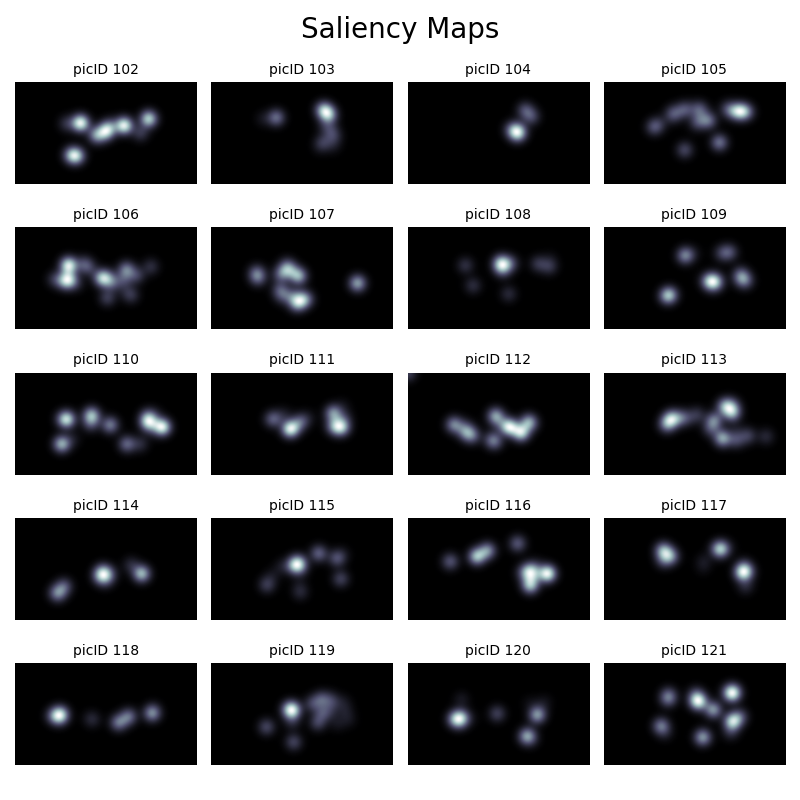 Saliency Maps
picID 102 picID 103 picID 104 picID 105
picID 106 picID 107 picID 108 picID 109
picID 110 picID 111 picID 112 picID 113
picID 114 picID 115 picID 116 picID 117
picID 118 picID 119 picID 120 picID 121